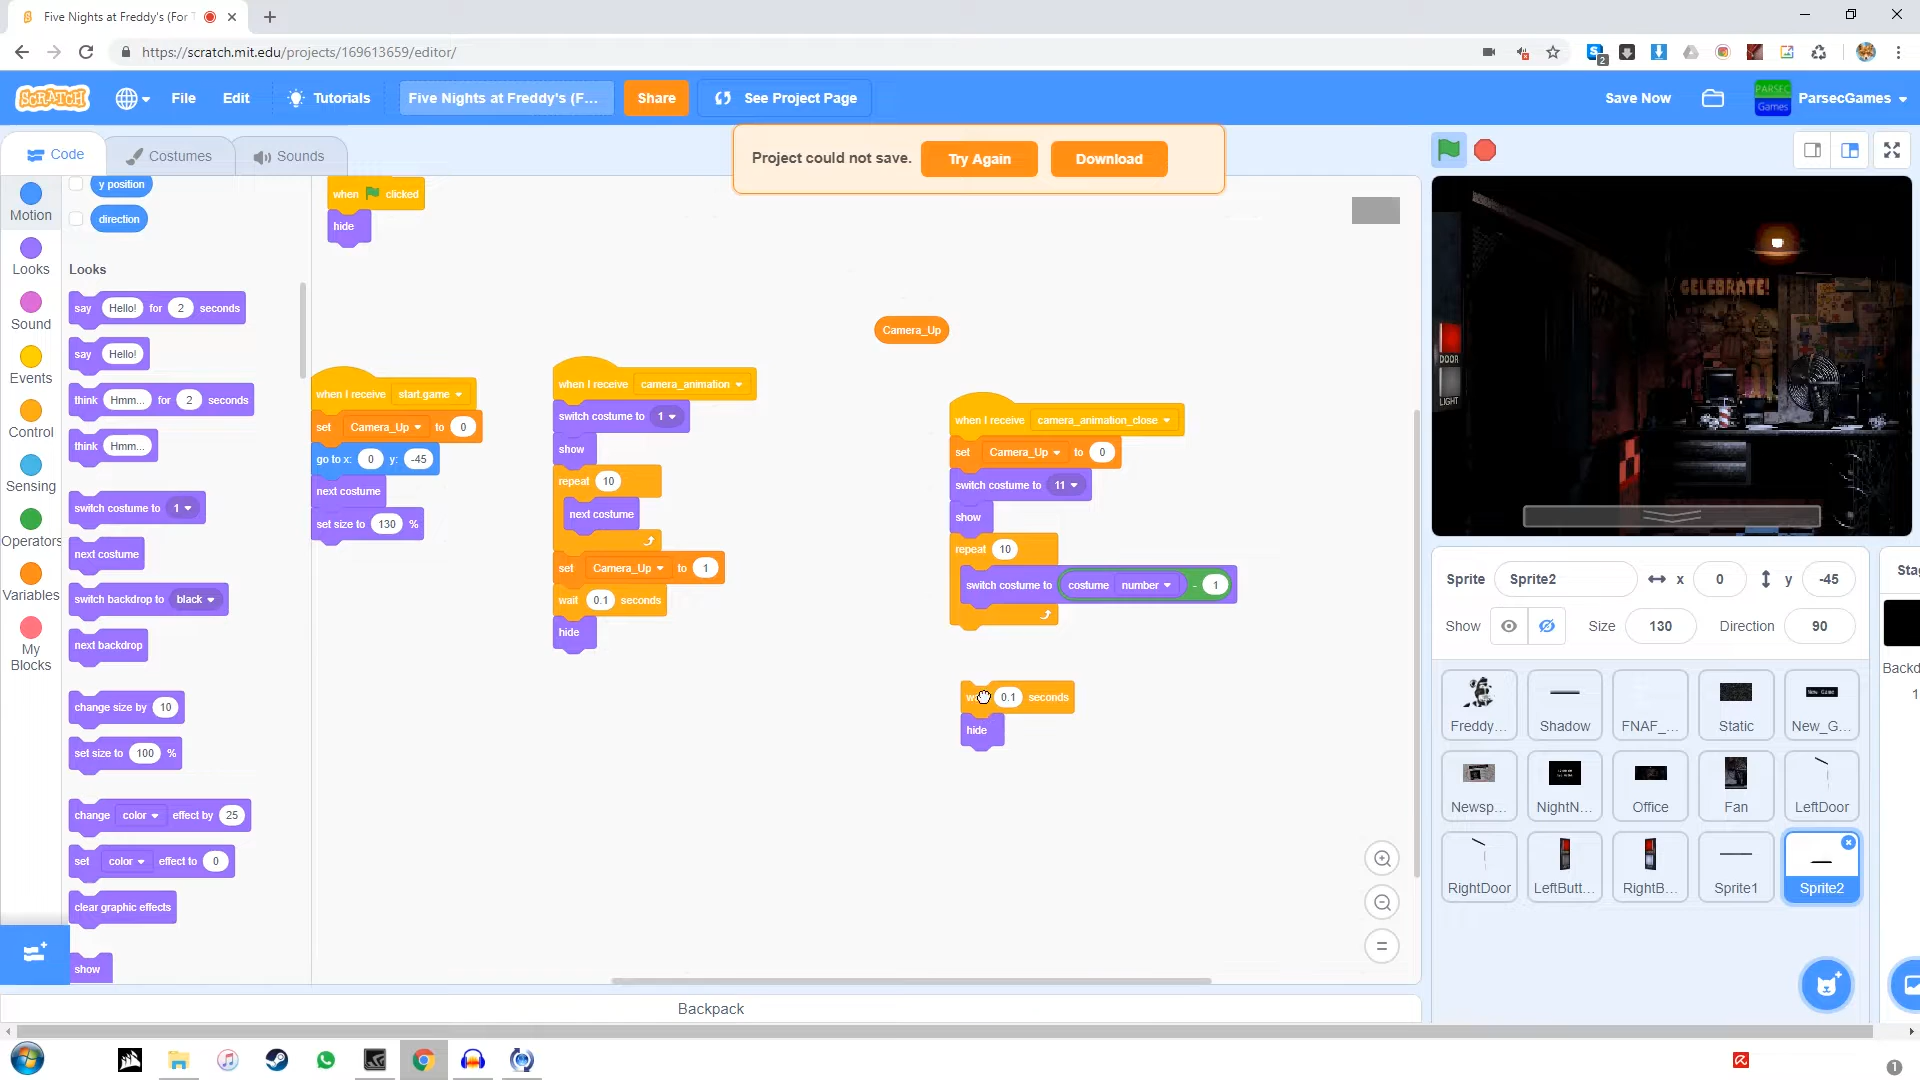 Five Nights at Freddy's (For T
https://scratch.mit.edu/projects/169613659/editor/
2
SCRATCH
File
Edit
Tutorials
Five Nights at Freddy's (F...
Share
See Project Page
Save Now
PARSEC
Games
ParsecGames
Code
Costumes
Sounds
Project could not save.
Try Again
Download
Motion
Looks
Sound
Events
Control
Sensing
Operators
Variables
My
Blocks
y position
direction
Looks
say Hello! for 2 seconds
say Hello!
think Hmm... for 2 seconds
think Hmm...
switch costume to 1
next costume
switch backdrop to black
next backdrop
change size by 10
set size to 100 %
change color effect by 25
set color effect to 0
clear graphic effects
show
when clicked
hide
when I receive start game
set Camera_Up to 0
go to x: 0 y: -45
next costume
set size to 130 %
when I receive camera_animation
switch costume to 1
show
repeat 10
next costume
set Camera_Up to 1
wait 0.1 seconds
hide
Camera_Up
when I receive camera_animation_close
set Camera_Up to 0
switch costume to 11
show
repeat 10
switch costume to costume number - 1
0.1 seconds
hide
CELEBRATE!
DOOR
LIGHT
Sprite
Sprite2
x 0
y -45
Show
Size 130
Direction 90
Stag
Freddy...
Shadow
FNAF_...
Static
New Game
New_G...
Newsp...
NightN...
Office
Fan
LeftDoor
RightDoor
LeftButt...
RightB...
Sprite1
Sprite2
Backd
1
Backpack
1